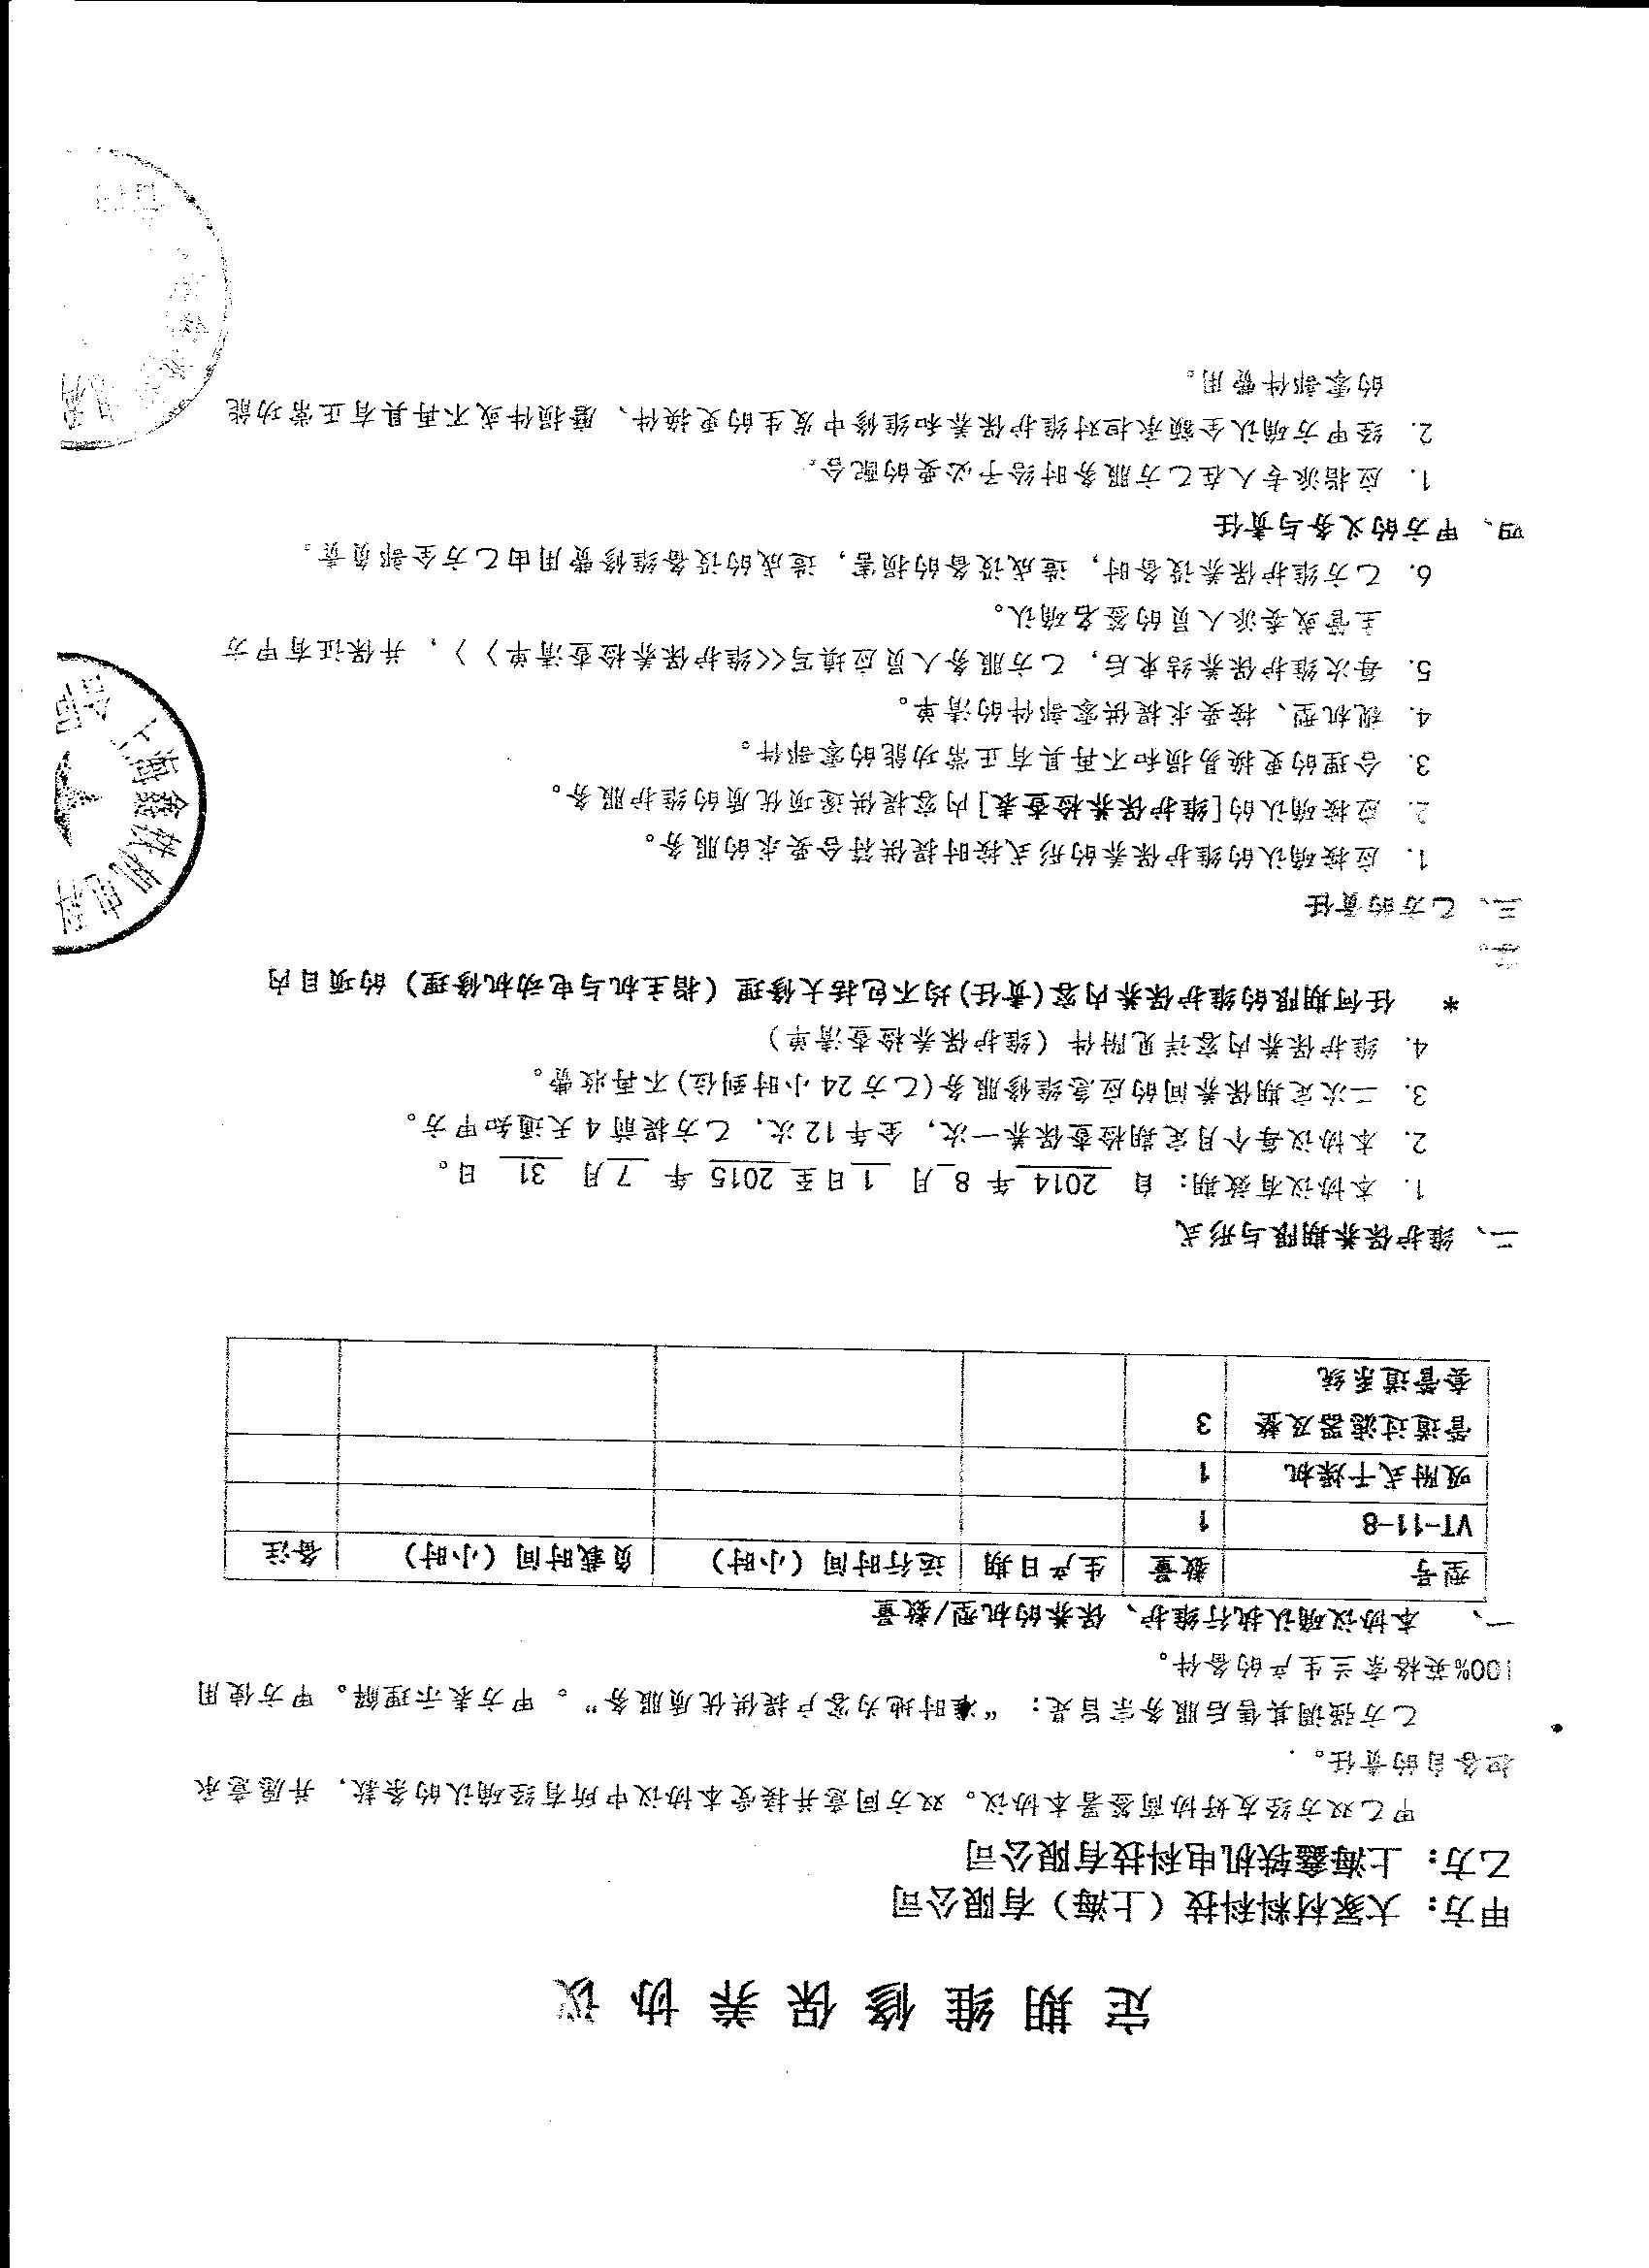 定期维修保养协议
甲方：大冢材料科技（上海）有限公司
乙方：上海鑫轶机电科技有限公司
甲乙双方经友好协商签署本协议。双方同意并接受本协议中所有经确认的条款，并愿意承
担各自的责任。
乙方强调其售后服务宗旨是：“准时地为客户提供优质服务”。甲方表示理解。甲方使用
100%英格索兰生产的备件。
一、 本协议确认执行维护、保养的机型/数量
型号 数量 生产日期 运行时间（小时） 负载时间（小时） 备注
VT-11-8 1
吸附式干燥机 1
管道过滤器及整 3
套管道系统
二、维护保养期限与形式
1. 本协议有效期：自 2014 年 8 月 1 日至 2015 年 7 月 31 日。
2. 本协议每个月定期检查保养一次，全年12次，乙方提前4天通知甲方。
3. 二次定期保养间的应急维修服务(乙方24小时到位)不再收费。
4. 维护保养内容详见附件（维护保养检查清单）
* 任何期限的维护保养内容(责任)均不包括大修理（指主机与电动机修理）的项目内
容。
三、乙方的责任
1. 应按确认的维护保养的形式按时提供符合要求的服务。
2. 应按确认的[维护保养检查表]内容提供逐项优质的维护服务。
3. 合理的更换易损和不再具有正常功能的零部件。
4. 视机型、按要求提供零部件的清单。
5. 每次维护保养结束后，乙方服务人员应填写<<维护保养检查清单〉〉，并保证有甲方
主管或委派人员的签名确认。
6. 乙方维护保养设备时，造成设备的损害，造成的设备维修费用由乙方全部负责。
四、甲方的义务与责任
1. 应指派专人在乙方服务时给予必要的配合。
2. 经甲方确认全额承担对维护保养和维修中发生的更换件、磨损件或不再具有正常功能
的零部件费用。
上海鑫轶机电科